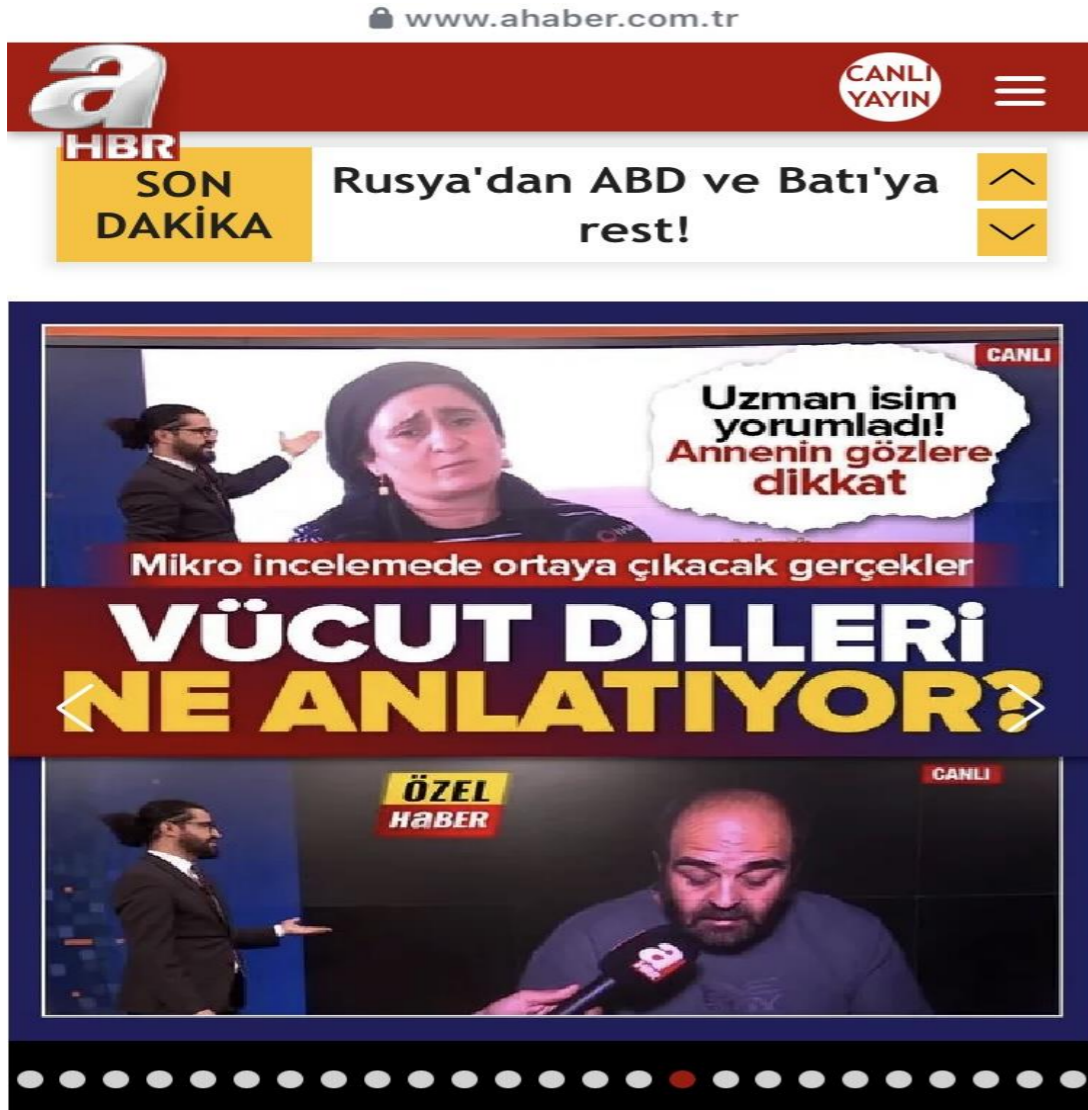 www.ahaber.com.tr
a
HBR
CANLI
YAYIN
SON
DAKİKA
Rusya'dan ABD ve Batı'ya
rest!
CANLI
Uzman isim
yorumladı!
Annenin gözlere
dikkat
Mikro incelemede ortaya çıkacak gerçekler
VÜCUT DİLLERİ
NE ANLATIYOR?
ÖZEL
HaBER
CANLI
a